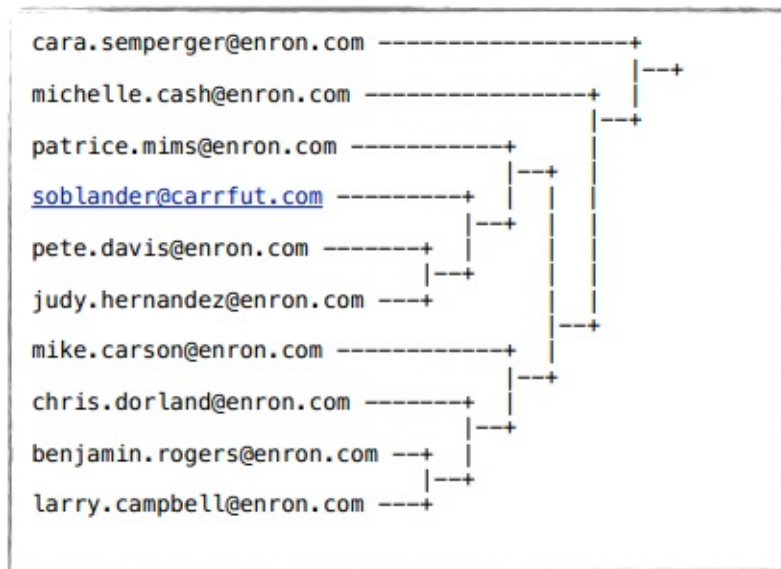 cara.semperger@enron.com --------------------+
|--+
michelle.cash@enron.com -----------------+ |
|--+
patrice.mims@enron.com -----------+ |
|--+ |
soblander@carrfut.com ----------+ | | |
|--+ | |
pete.davis@enron.com -------+ | | |
|--+ | |
judy.hernandez@enron.com ---+ | |
|--+
mike.carson@enron.com -------------+ |
|--+
chris.dorland@enron.com --------+ |
|--+
benjamin.rogers@enron.com --+ |
|--+
larry.campbell@enron.com ---+